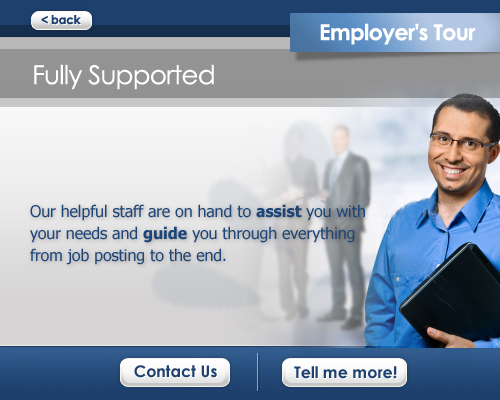 < back
Employer's Tour
Fully Supported
Our helpful staff are on hand to assist you with
your needs and guide you through everything
from job posting to the end.
Contact Us
Tell me more!